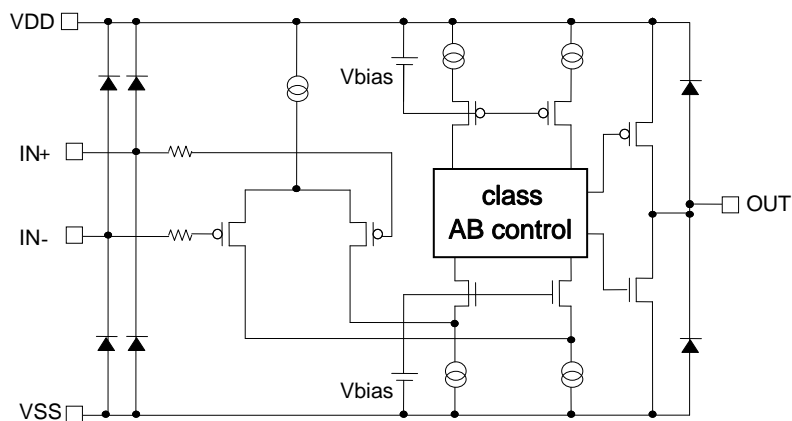 VDD
Vbias
IN+
class
AB control
OUT
IN-
Vbias
VSS